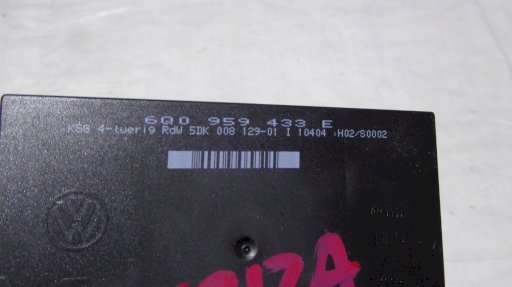 6Q0 959 433 E
KSG 4-tuerig RdW 5DK 008 129-01 I 10404 :H02/S0002